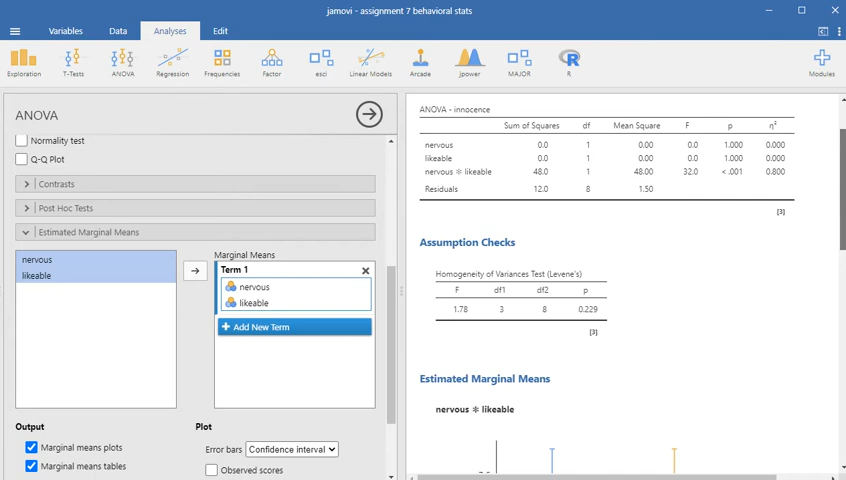 jamovi - assignment 7 behavioral stats
Variables Data Analyses Edit
Exploration T-Tests ANOVA Regression Frequencies Factor esci Linear Models Arcade jpower MAJOR R Modules
ANOVA
Normality test
Q-Q Plot
Contrasts
Post Hoc Tests
Estimated Marginal Means
nervous
likeable
Marginal Means
Term 1
nervous
likeable
Add New Term
Output
Marginal means plots
Marginal means tables
Plot
Error bars Confidence interval
Observed scores
ANOVA - innocence
Sum of Squares df Mean Square F p η²
nervous 0.0 1 0.00 0.0 1.000 0.000
likeable 0.0 1 0.00 0.0 1.000 0.000
nervous ✻ likeable 48.0 1 48.00 32.0 < .001 0.800
Residuals 12.0 8 1.50
[3]
Assumption Checks
Homogeneity of Variances Test (Levene's)
F df1 df2 p
1.78 3 8 0.229
[3]
Estimated Marginal Means
nervous ✻ likeable